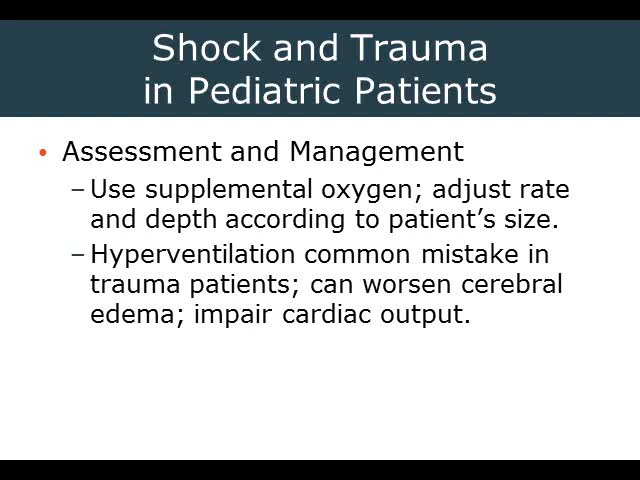 Shock and Trauma
in Pediatric Patients
• Assessment and Management
– Use supplemental oxygen; adjust rate
and depth according to patient’s size.
– Hyperventilation common mistake in
trauma patients; can worsen cerebral
edema; impair cardiac output.